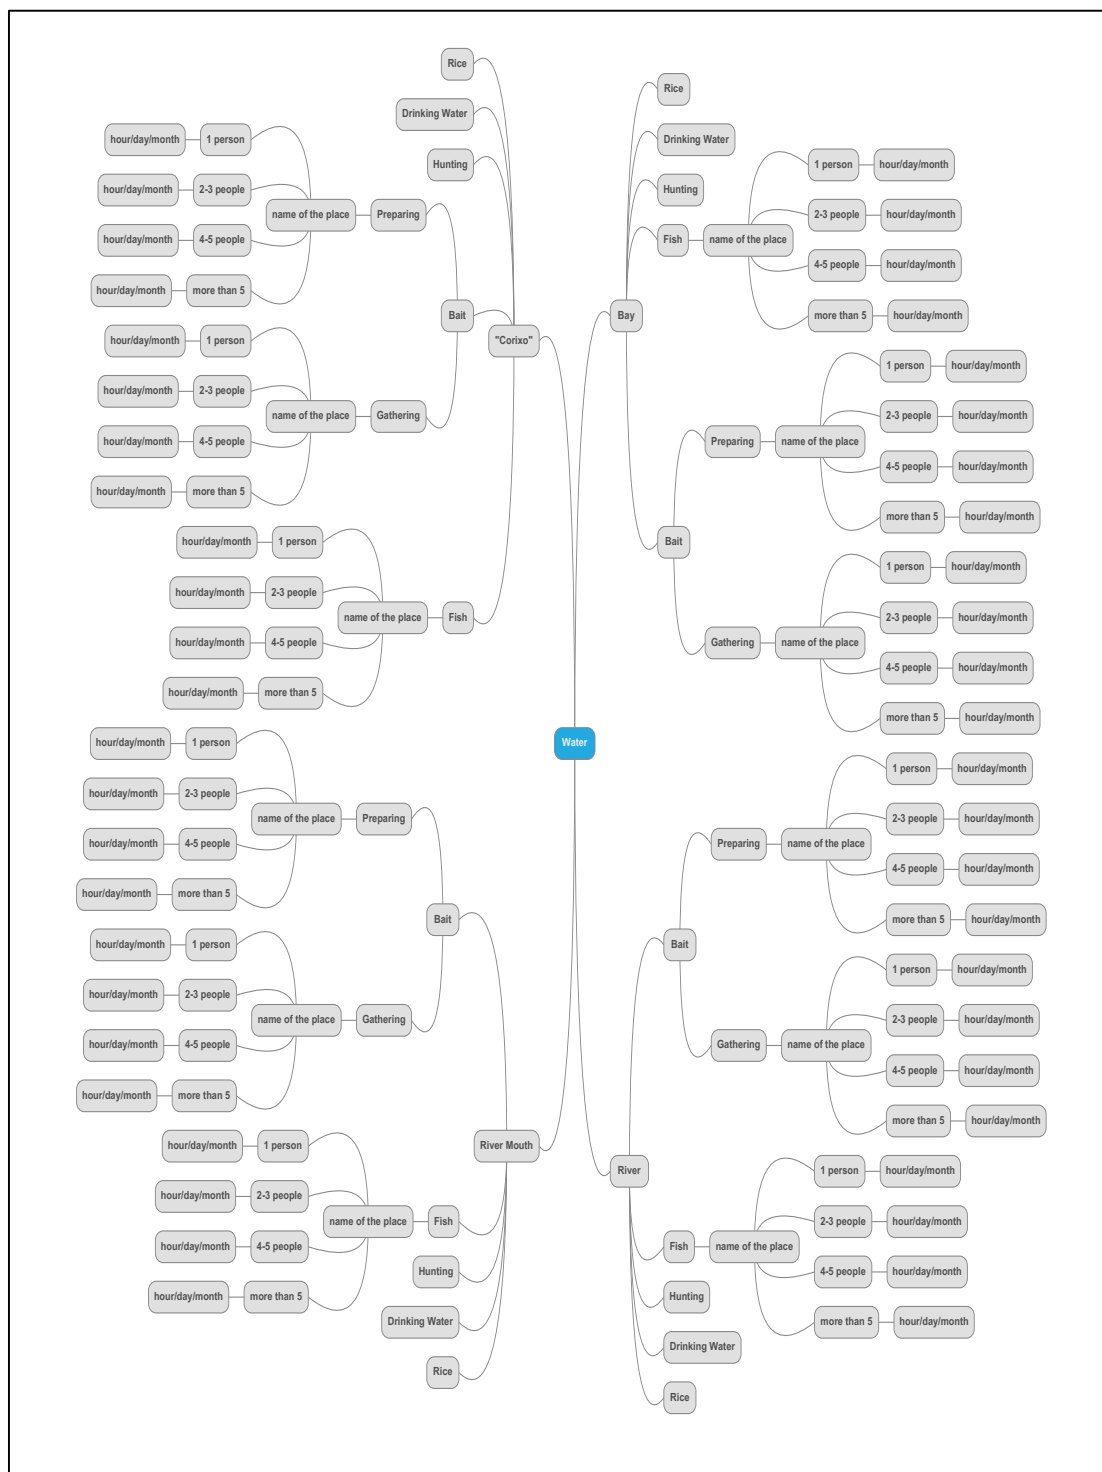 Rice
Drinking Water
Hunting
hour/day/month 1 person
hour/day/month 2-3 people
name of the place Preparing
hour/day/month 4-5 people
hour/day/month more than 5
Bait
"Corixo"
hour/day/month 1 person
hour/day/month 2-3 people
name of the place Gathering
hour/day/month 4-5 people
hour/day/month more than 5
hour/day/month 1 person
hour/day/month 2-3 people
name of the place Fish
hour/day/month 4-5 people
hour/day/month more than 5
hour/day/month 1 person
hour/day/month 2-3 people
name of the place Preparing
hour/day/month 4-5 people
hour/day/month more than 5
Bait
hour/day/month 1 person
hour/day/month 2-3 people
name of the place Gathering
hour/day/month 4-5 people
hour/day/month more than 5
River Mouth
hour/day/month 1 person
hour/day/month 2-3 people
name of the place Fish
hour/day/month 4-5 people
hour/day/month more than 5
Hunting
Drinking Water
Rice
Water
Rice
Drinking Water
Hunting
1 person hour/day/month
2-3 people hour/day/month
Fish name of the place
4-5 people hour/day/month
more than 5 hour/day/month
Bay
1 person hour/day/month
2-3 people hour/day/month
Preparing name of the place
4-5 people hour/day/month
more than 5 hour/day/month
Bait
1 person hour/day/month
2-3 people hour/day/month
Gathering name of the place
4-5 people hour/day/month
more than 5 hour/day/month
1 person hour/day/month
2-3 people hour/day/month
Preparing name of the place
4-5 people hour/day/month
more than 5 hour/day/month
Bait
1 person hour/day/month
2-3 people hour/day/month
Gathering name of the place
4-5 people hour/day/month
more than 5 hour/day/month
River
1 person hour/day/month
2-3 people hour/day/month
Fish name of the place
4-5 people hour/day/month
more than 5 hour/day/month
Hunting
Drinking Water
Rice